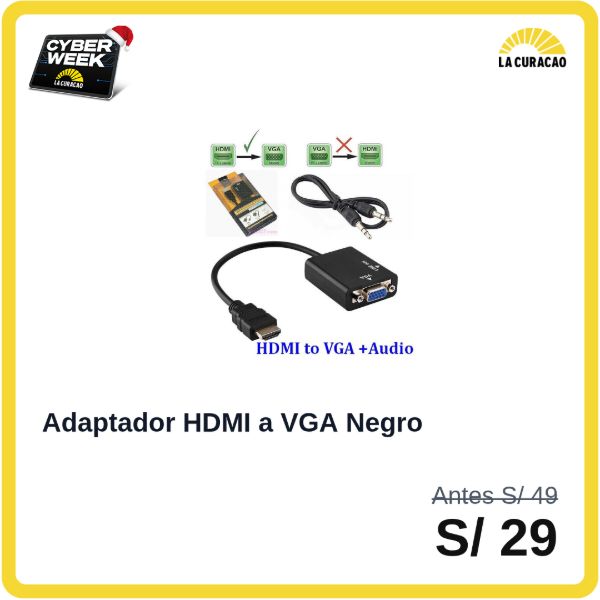 CYBER
WEEK
LA CURACAO
LA CURACAO
HDMI
VGA
VGA
HDMI
VGA
HDMI to VGA +Audio
Adaptador HDMI a VGA Negro
Antes S/ 49
S/ 29